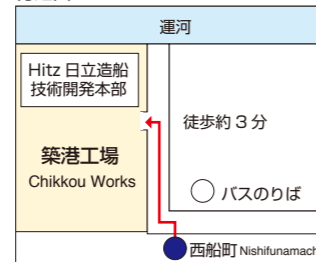 運河
Hitz 日立造船
技術開発本部
徒歩約 3 分
築港工場
Chikkou Works
バスのりば
西船町 Nishifunamach